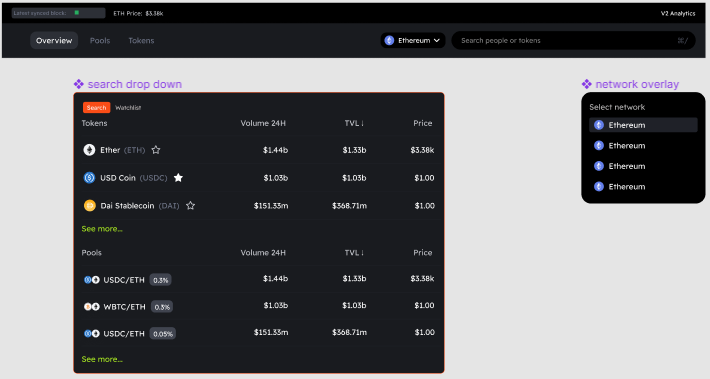 Latest synced block: ETH Price: $3.38k V2 Analytics
Overview Pools Tokens Ethereum Search people or tokens ⌘/
search drop down
Search Watchlist
Tokens Volume 24H TVL↓ Price
Ether (ETH) $1.44b $1.33b $3.38k
USD Coin (USDC) $1.03b $1.03b $1.00
Dai Stablecoin (DAI) $151.33m $368.71m $1.00
See more...
Pools Volume 24H TVL↓ Price
USDC/ETH 0.3% $1.44b $1.33b $3.38k
WBTC/ETH 0.3% $1.03b $1.03b $1.00
USDC/ETH 0.05% $151.33m $368.71m $1.00
See more...
network overlay
Select network
Ethereum
Ethereum
Ethereum
Ethereum